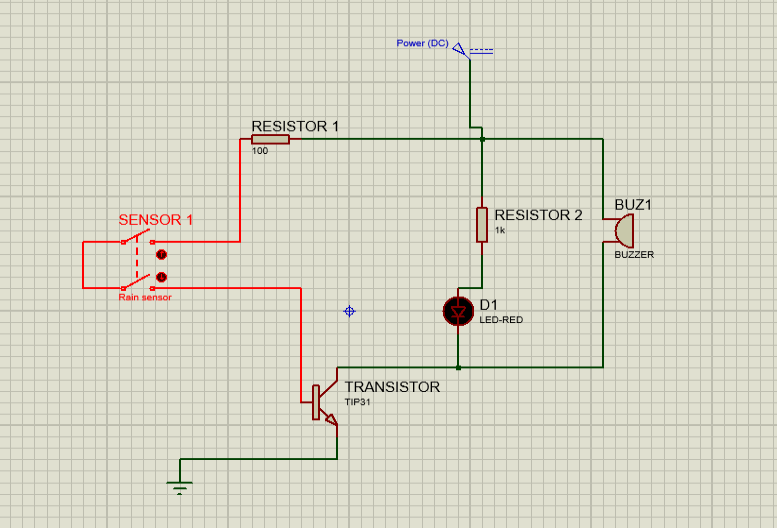 Power (DC)
RESISTOR 1
100
SENSOR 1
Rain sensor
RESISTOR 2
1k
BUZ1
BUZZER
D1
LED-RED
TRANSISTOR
TIP31